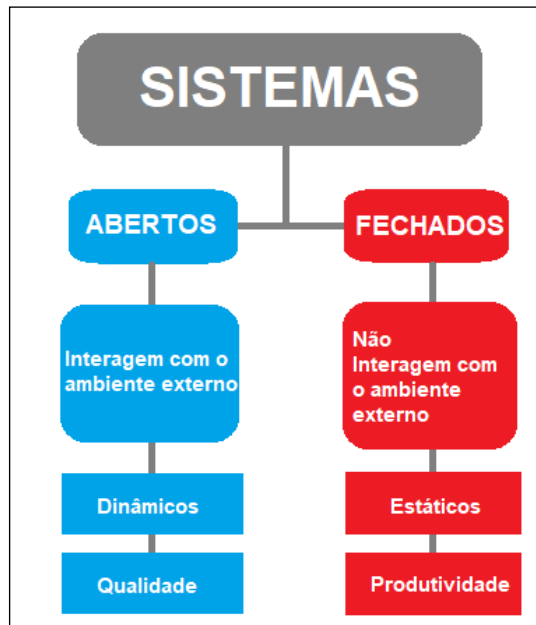 SISTEMAS
ABERTOS
FECHADOS
Interagem com o
ambiente externo
Não
Interagem com
o ambiente
externo
Dinâmicos
Estáticos
Qualidade
Produtividade